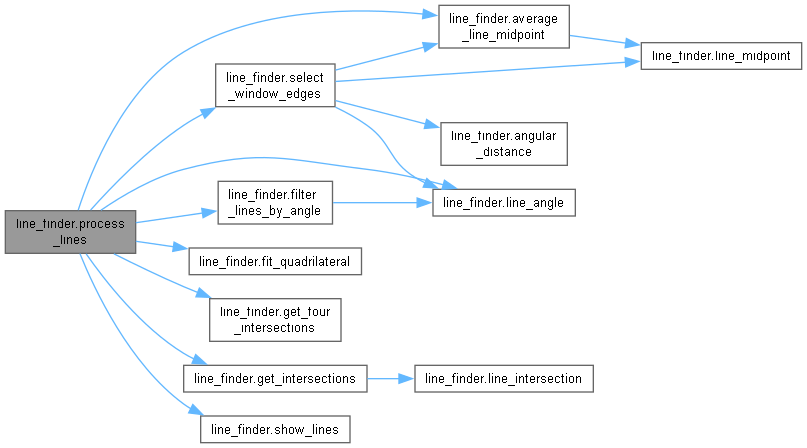 line_finder.process
_lines
line_finder.average
_line_midpoint
line_finder.line_midpoint
line_finder.select
_window_edges
line_finder.angular
_distance
line_finder.filter
_lines_by_angle
line_finder.line_angle
line_finder.fit_quadrilateral
line_finder.get_four
_intersections
line_finder.get_intersections
line_finder.line_intersection
line_finder.show_lines